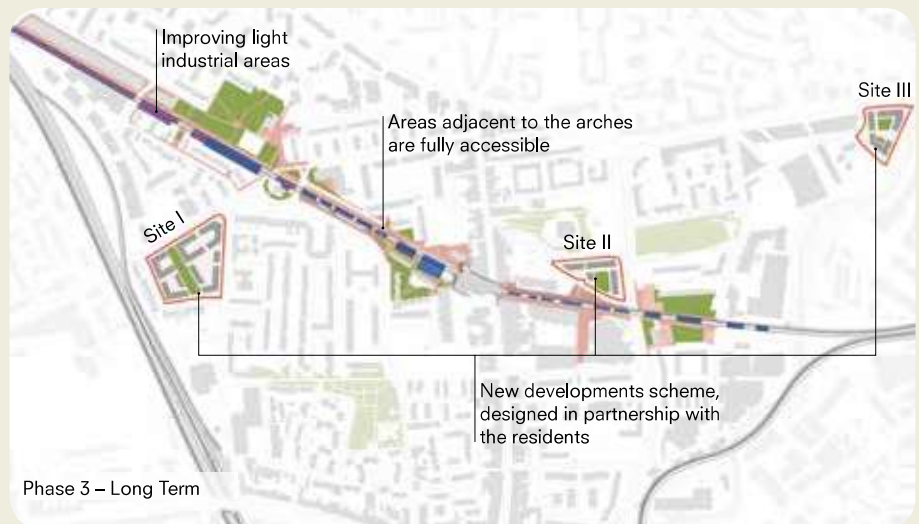 Improving light
industrial areas
Site III
Areas adjacent to the arches
are fully accessible
Site I
Site II
New developments scheme,
designed in partnership with
the residents
Phase 3 – Long Term